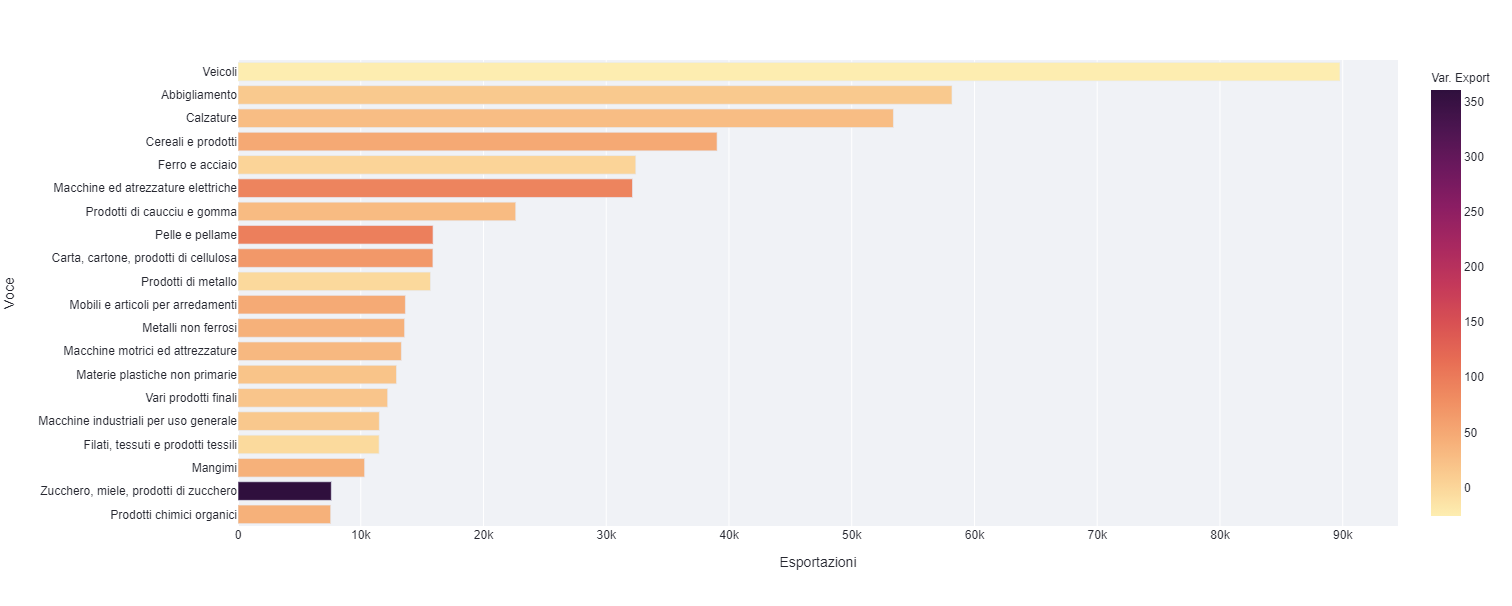 Var. Export
Veicoli
Abbigliamento
Calzature
Cereali e prodotti
Ferro e acciaio
Macchine ed atrezzature elettriche
Prodotti di caucciu e gomma
Pelle e pellame
Carta, cartone, prodotti di cellulosa
Prodotti di metallo
Mobili e articoli per arredamenti
Metalli non ferrosi
Macchine motrici ed attrezzature
Materie plastiche non primarie
Vari prodotti finali
Macchine industriali per uso generale
Filati, tessuti e prodotti tessili
Mangimi
Zucchero, miele, prodotti di zucchero
Prodotti chimici organici
Voce
0 10k 20k 30k 40k 50k 60k 70k 80k 90k
Esportazioni
350
300
250
200
150
100
50
0